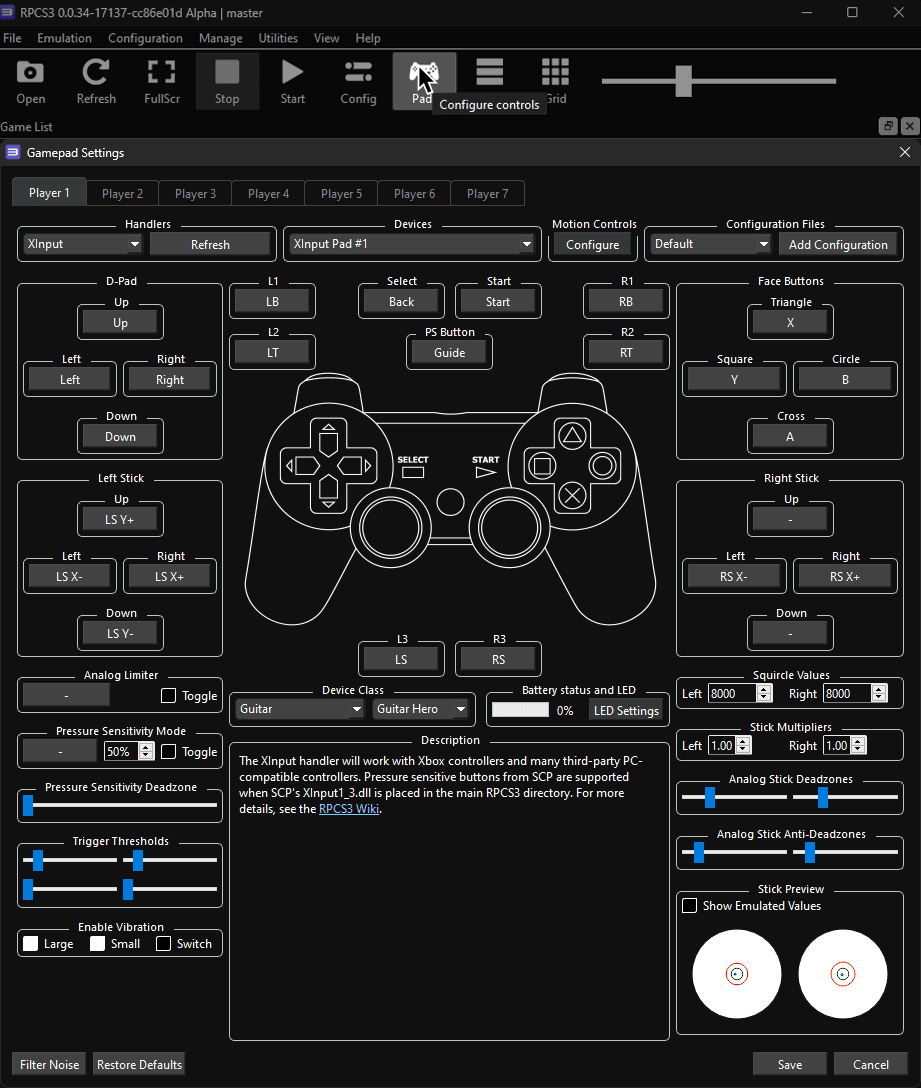 RPCS3 0.0.34-17137-cc86e01d Alpha | master
File Emulation Configuration Manage Utilities View Help
Open Refresh FullScr Stop Start Config Pad Grid
Configure controls
Game List
Gamepad Settings
Player 1 Player 2 Player 3 Player 4 Player 5 Player 6 Player 7
Handlers Devices Motion Controls Configuration Files
XInput Refresh XInput Pad #1 Configure Default Add Configuration
D-Pad L1 Select Start R1 Face Buttons
Up LB Back Start RB Triangle
Up L2 PS Button R2 X
LT Guide RT
Left Right Square Circle
Left Right Y B
Down Cross
Down A
SELECT START
Left Stick Right Stick
Up Up
LS Y+ -
Left Right Left Right
LS X- LS X+ RS X- RS X+
Down Down
LS Y- -
L3 R3
LS RS
Analog Limiter Device Class Battery status and LED Squircle Values
- Toggle Guitar Guitar Hero 0% LED Settings Left 8000 Right 8000
Pressure Sensitivity Mode Stick Multipliers
- 50% Toggle Left 1.00 Right 1.00
Description
The XInput handler will work with Xbox controllers and many third-party PC-
compatible controllers. Pressure sensitive buttons from SCP are supported
when SCP's XInput1_3.dll is placed in the main RPCS3 directory. For more
details, see the RPCS3 Wiki.
Pressure Sensitivity Deadzone Analog Stick Deadzones
Trigger Thresholds Analog Stick Anti-Deadzones
Enable Vibration Stick Preview
Large Small Switch Show Emulated Values
Filter Noise Restore Defaults Save Cancel